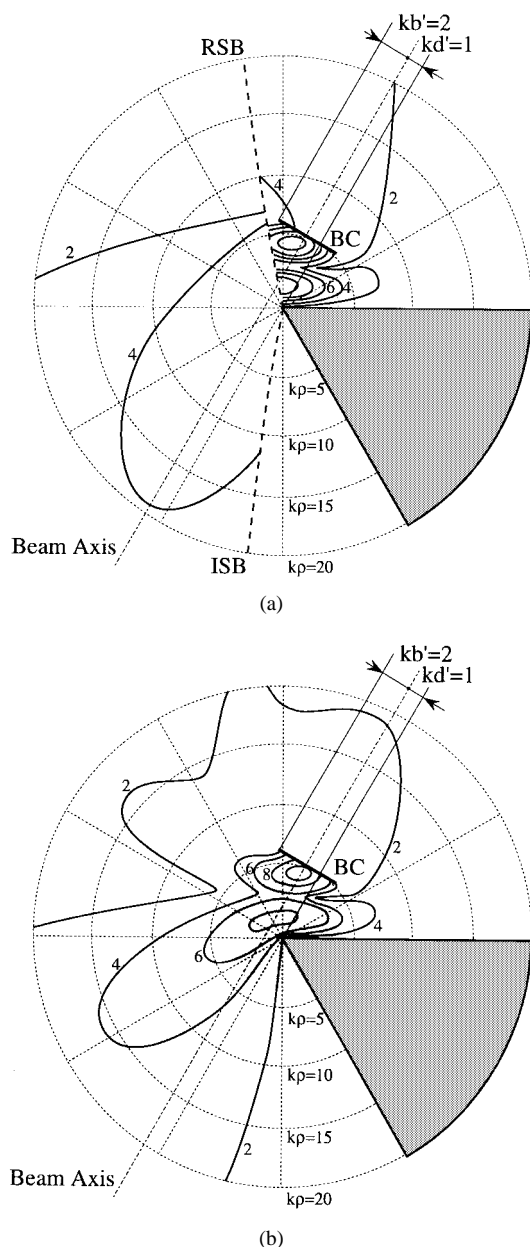 kb'=2
kd'=1
RSB
4
2
BC
2
6 4
4
kρ=5
kρ=10
kρ=15
Beam Axis
ISB
kρ=20
(a)
kb'=2
kd'=1
2
6
8
BC
2
4
4
6
kρ=5
kρ=10
2
kρ=15
Beam Axis
kρ=20
(b)